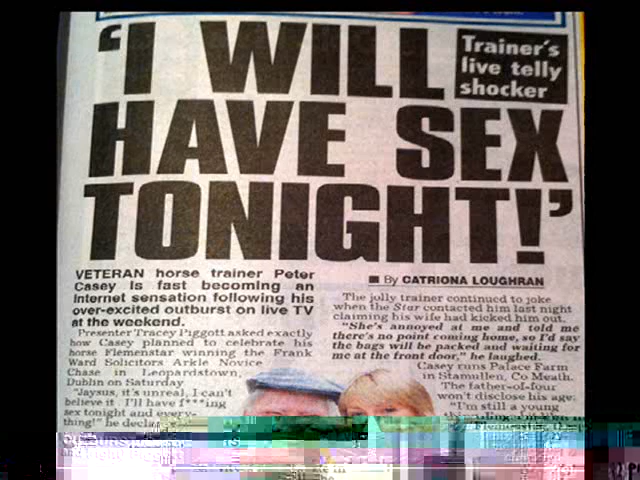 'I WILL
HAVE SEX
TONIGHT!'
Trainer's
live telly
shocker
VETERAN horse trainer Peter
Casey is fast becoming an
Internet sensation following his
over-excited outburst on live TV
at the weekend.
Presenter Tracey Piggott asked exactly
how Casey planned to celebrate his
horse Flemenstar winning the Frank
Ward Solicitors Arkle Novice
Chase in Leopardstown,
Dublin on Saturday
"Jaysus, it's unreal, I can't
believe it. I'll have f***ing
sex tonight and every-
thing!" he
■ By CATRIONA LOUGHRAN
The jolly trainer continued to joke
when the Star contacted him last night
claiming his wife had kicked him out.
"She's annoyed at me and told me
there's no point coming home, so I'd say
the bags will be packed and waiting for
me at the front door," he laughed.
Casey runs Palace Farm
in Stamullen, Co Meath.
The father-of-four
won't disclose his age.
"I'm still a young